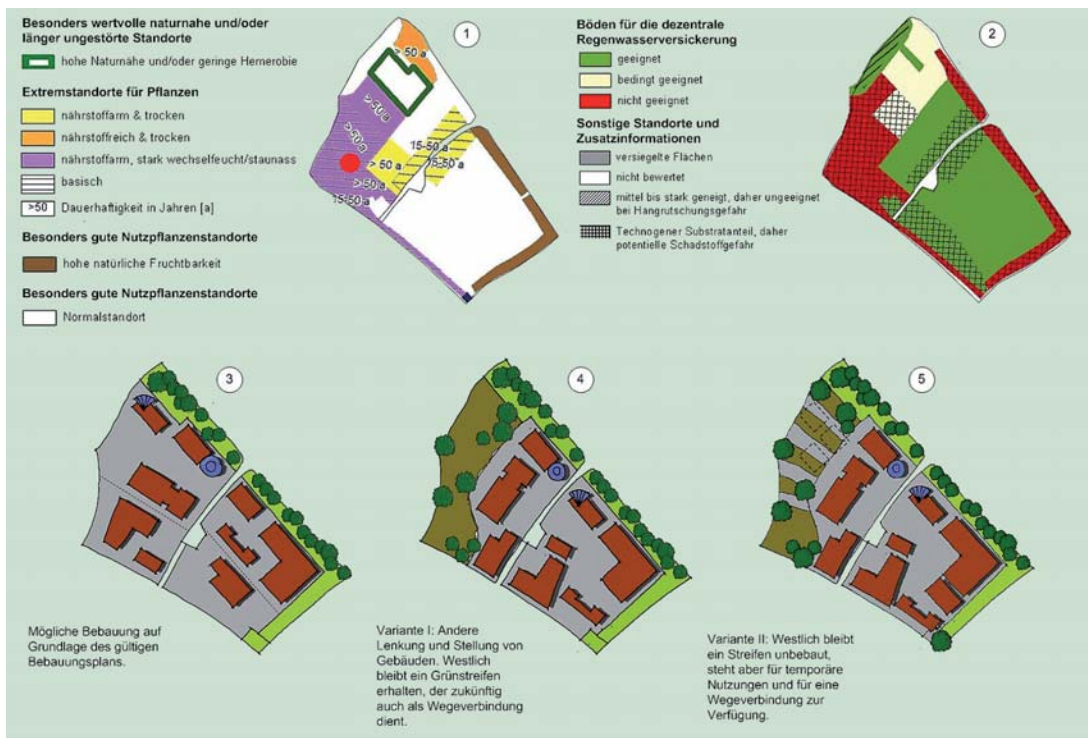 Besonders wertvolle naturnahe und/oder
länger ungestörte Standorte
hohe Naturnähe und/oder geringe Hemerobie
Extremstandorte für Pflanzen
nährstoffarm & trocken
nährstoffreich & trocken
nährstoffarm, stark wechselfeucht/staunass
basisch
>50 Dauerhaftigkeit in Jahren [a]
Besonders gute Nutzpflanzenstandorte
hohe natürliche Fruchtbarkeit
Besonders gute Nutzpflanzenstandorte
Normalstandort
1
> 50 a
> 50 a
> 50 a
> 50 a
> 50 a
15-50 a
15-50 a
15-50 a
Böden für die dezentrale
Regenwasserversickerung
geeignet
bedingt geeignet
nicht geeignet
Sonstige Standorte und
Zusatzinformationen
versiegelte Flächen
nicht bewertet
mittel bis stark geneigt, daher ungeeignet
bei Hangrutschungsgefahr
Technogener Substratanteil, daher
potentielle Schadstoffgefahr
2
3
Mögliche Bebauung auf
Grundlage des gültigen
Bebauungsplans.
4
Variante I: Andere
Lenkung und Stellung von
Gebäuden. Westlich
bleibt ein Grünstreifen
erhalten, der zukünftig
auch als Wegeverbindung
dient.
5
Variante II: Westlich bleibt
ein Streifen unbebaut,
steht aber für temporäre
Nutzungen und für eine
Wegeverbindung zur
Verfügung.